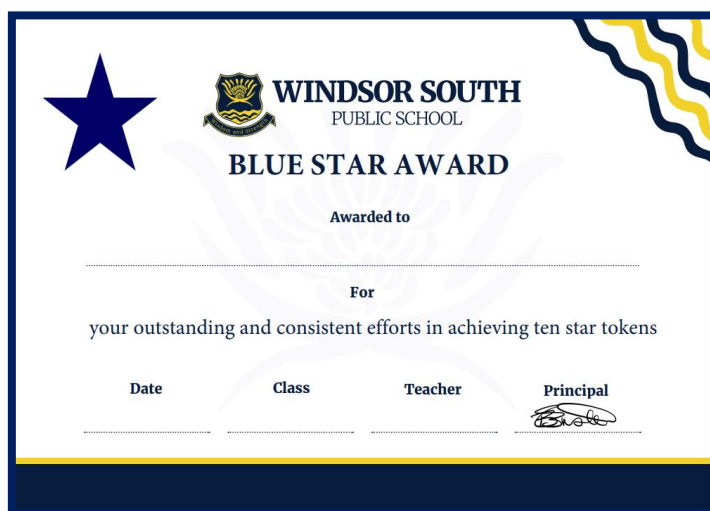 WINDSOR SOUTH
PUBLIC SCHOOL
BLUE STAR AWARD
Awarded to
For
your outstanding and consistent efforts in achieving ten star tokens
Date Class Teacher Principal